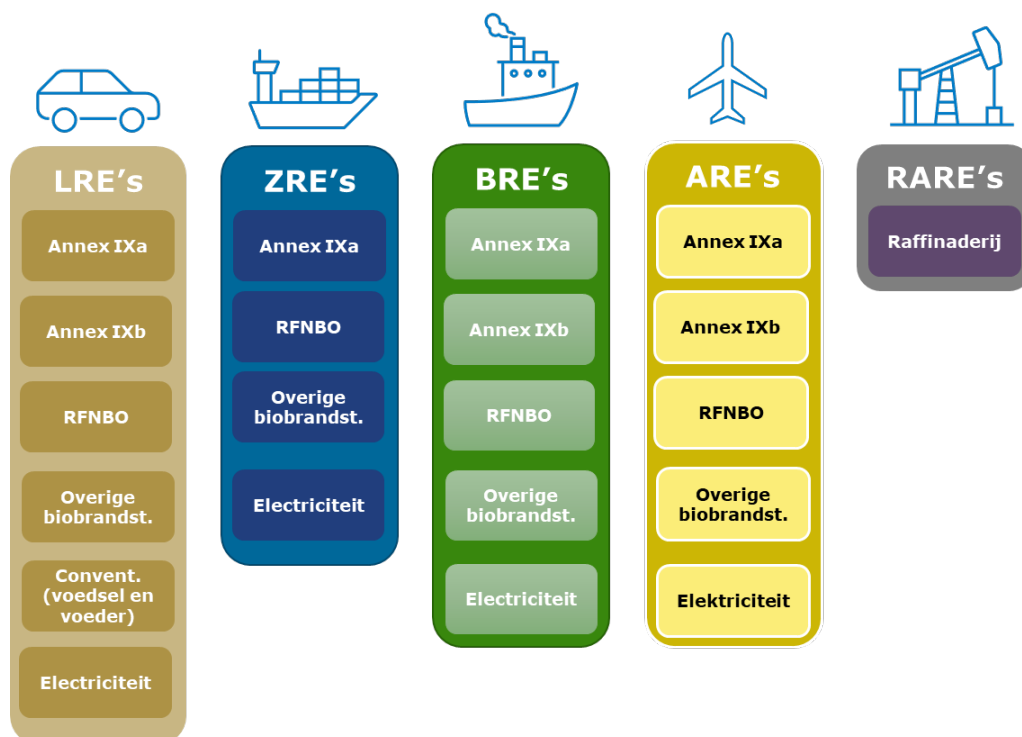 LRE’s
Annex IXa
Annex IXb
RFNBO
Overige
biobrandst.
Convent.
(voedsel en
voeder)
Electriciteit
ZRE’s
Annex IXa
RFNBO
Overige
biobrandst.
Electriciteit
BRE’s
Annex IXa
Annex IXb
RFNBO
Overige
biobrandst.
Electriciteit
ARE’s
Annex IXa
Annex IXb
RFNBO
Overige
biobrandst.
Elektriciteit
RARE’s
Raffinaderij